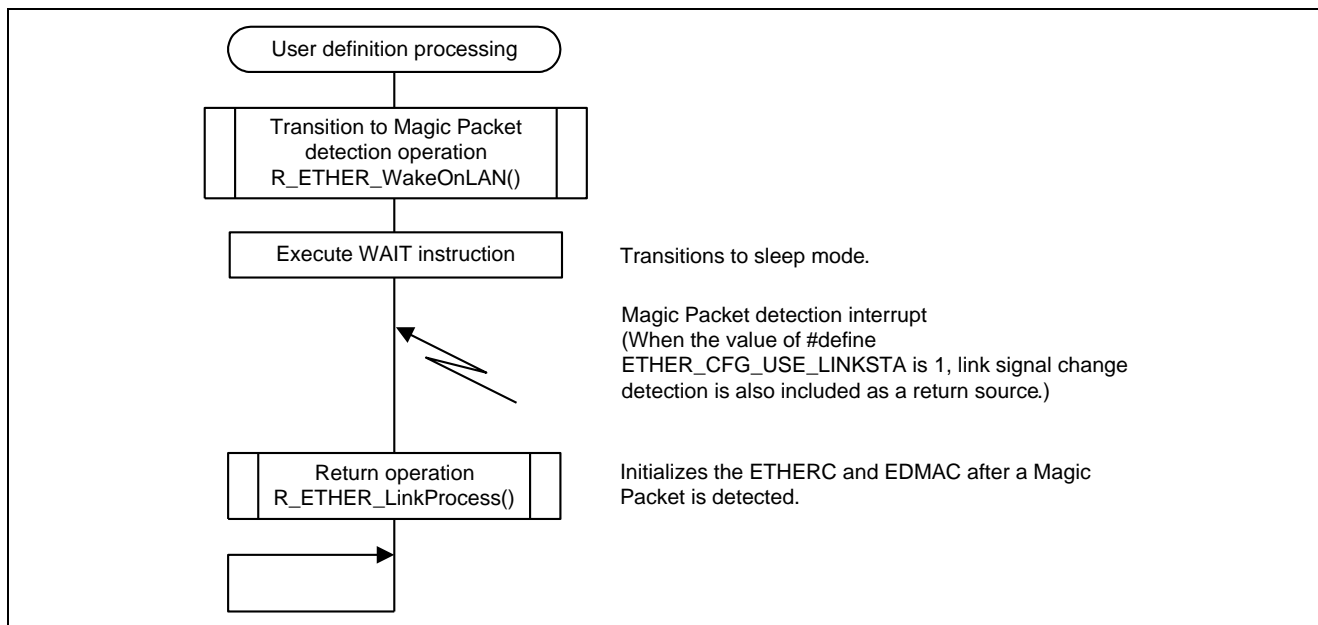 User definition processing
Transition to Magic Packet
detection operation
R_ETHER_WakeOnLAN()
Execute WAIT instruction
Transitions to sleep mode.
Magic Packet detection interrupt
(When the value of #define
ETHER_CFG_USE_LINKSTA is 1, link signal change
detection is also included as a return source.)
Return operation
R_ETHER_LinkProcess()
Initializes the ETHERC and EDMAC after a Magic
Packet is detected.